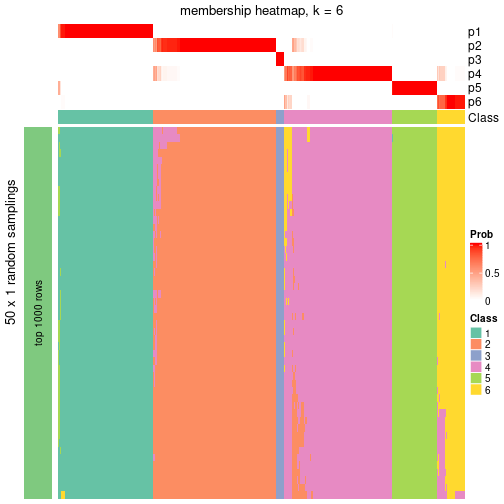 membership heatmap, k = 6
p1
p2
p3
p4
p5
p6
Class
50 x 1 random samplings
top 1000 rows
Prob
1
0.5
0
Class
1
2
3
4
5
6